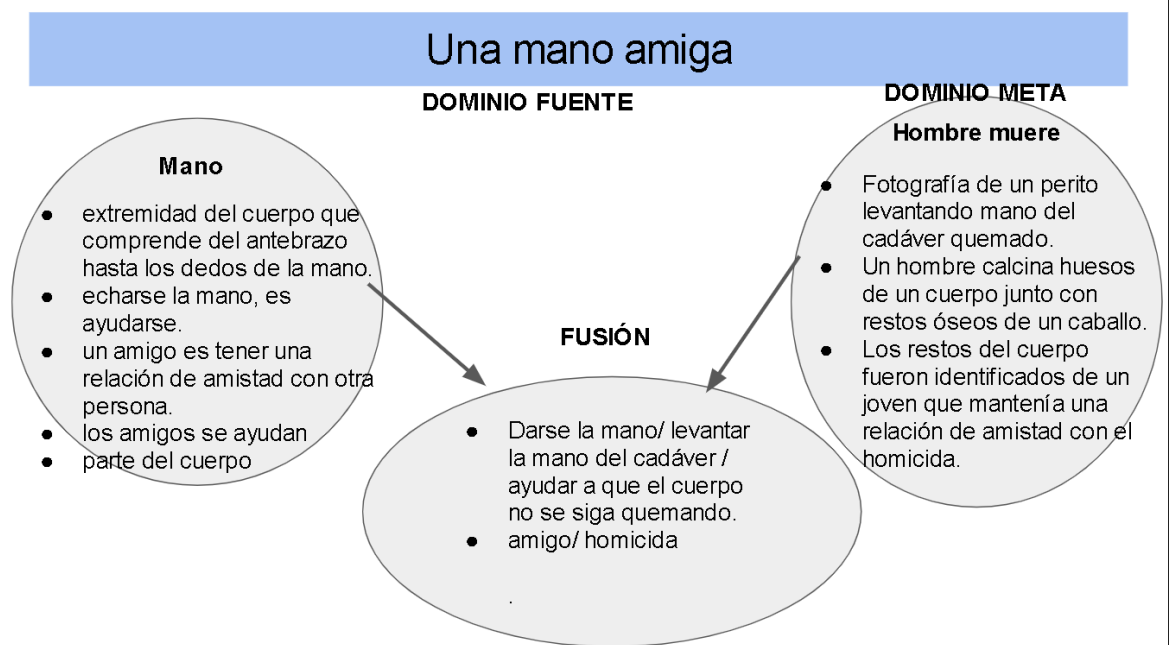 Una mano amiga
DOMINIO FUENTE
Mano
● extremidad del cuerpo que
comprende del antebrazo
hasta los dedos de la mano.
● echarse la mano, es
ayudarse.
● un amigo es tener una
relación de amistad con otra
persona.
● los amigos se ayudan
● parte del cuerpo
DOMINIO META
Hombre muere
● Fotografía de un perito
levantando mano del
cadáver quemado.
● Un hombre calcina huesos
de un cuerpo junto con
restos óseos de un caballo.
● Los restos del cuerpo
fueron identificados de un
joven que mantenía una
relación de amistad con el
homicida.
FUSIÓN
● Darse la mano/ levantar
la mano del cadáver /
ayudar a que el cuerpo
no se siga quemando.
● amigo/ homicida
.